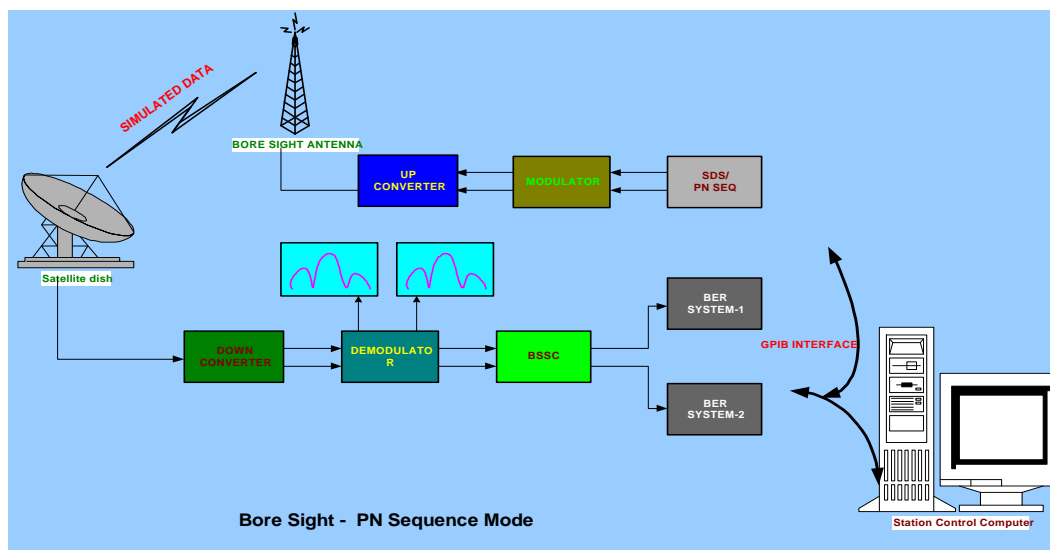 SIMULATED DATA
BORE SIGHT ANTENNA
UP
CONVERTER
MODULATOR
SDS/
PN SEQ
Satellite dish
DOWN
CONVERTER
DEMODULATO
R
BSSC
BER
SYSTEM-1
GPIB INTERFACE
BER
SYSTEM-2
Bore Sight - PN Sequence Mode
Station Control Computer